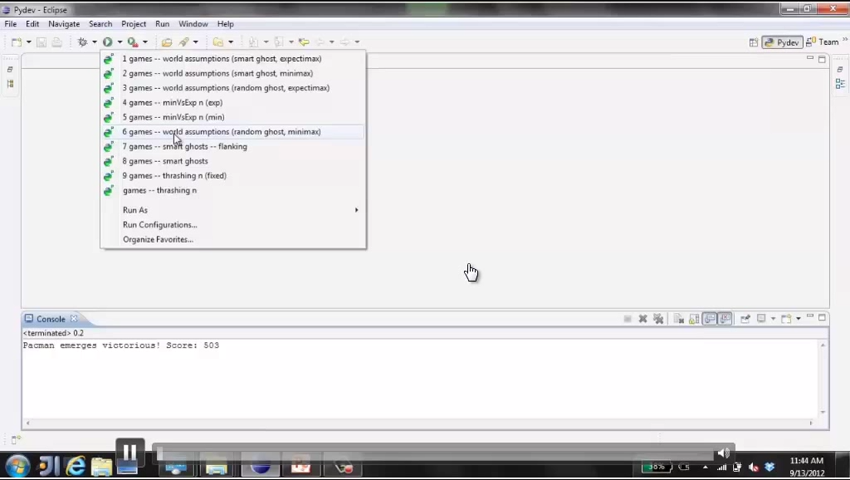 Pydev - Eclipse
File Edit Navigate Search Project Run Window Help
Pydev Team
1 games -- world assumptions (smart ghost, expectimax)
2 games -- world assumptions (smart ghost, minimax)
3 games -- world assumptions (random ghost, expectimax)
4 games -- minVsExp n (exp)
5 games -- minVsExp n (min)
6 games -- world assumptions (random ghost, minimax)
7 games -- smart ghosts -- flanking
8 games -- smart ghosts
9 games -- thrashing n (fixed)
games -- thrashing n
Run As
Run Configurations...
Organize Favorites...
Console
<terminated> 0.2
Pacman emerges victorious! Score: 503
11:44 AM
9/13/2012